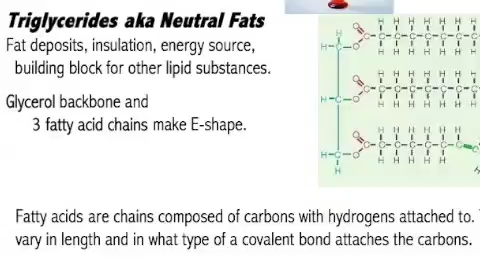 Triglycerides aka Neutral Fats
Fat deposits, insulation, energy source,
building block for other lipid substances.
Glycerol backbone and
3 fatty acid chains make E-shape.
Fatty acids are chains composed of carbons with hydrogens attached to.
vary in length and in what type of a covalent bond attaches the carbons.